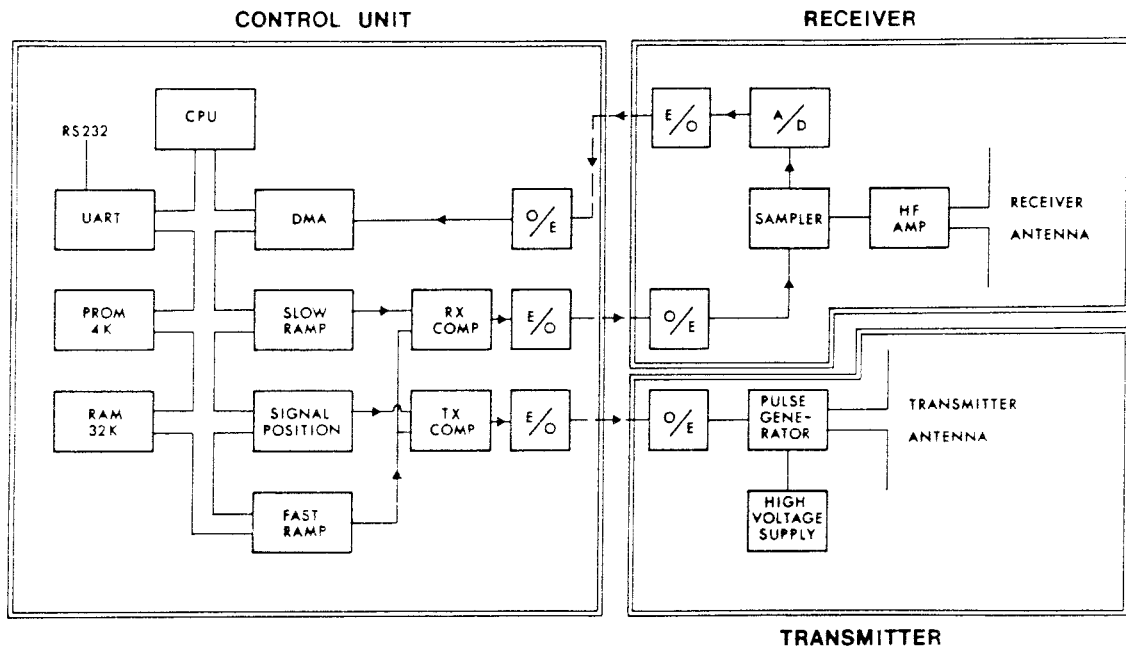 CONTROL UNIT
RECEIVER
CPU
RS232
UART
DMA
O/E
E/O
A/D
SAMPLER
HF
AMP
RECEIVER
ANTENNA
PROM
4K
SLOW
RAMP
RX
COMP
E/O
O/E
RAM
32K
SIGNAL
POSITION
TX
COMP
E/O
O/E
PULSE
GENE-
RATOR
TRANSMITTER
ANTENNA
FAST
RAMP
HIGH
VOLTAGE
SUPPLY
TRANSMITTER